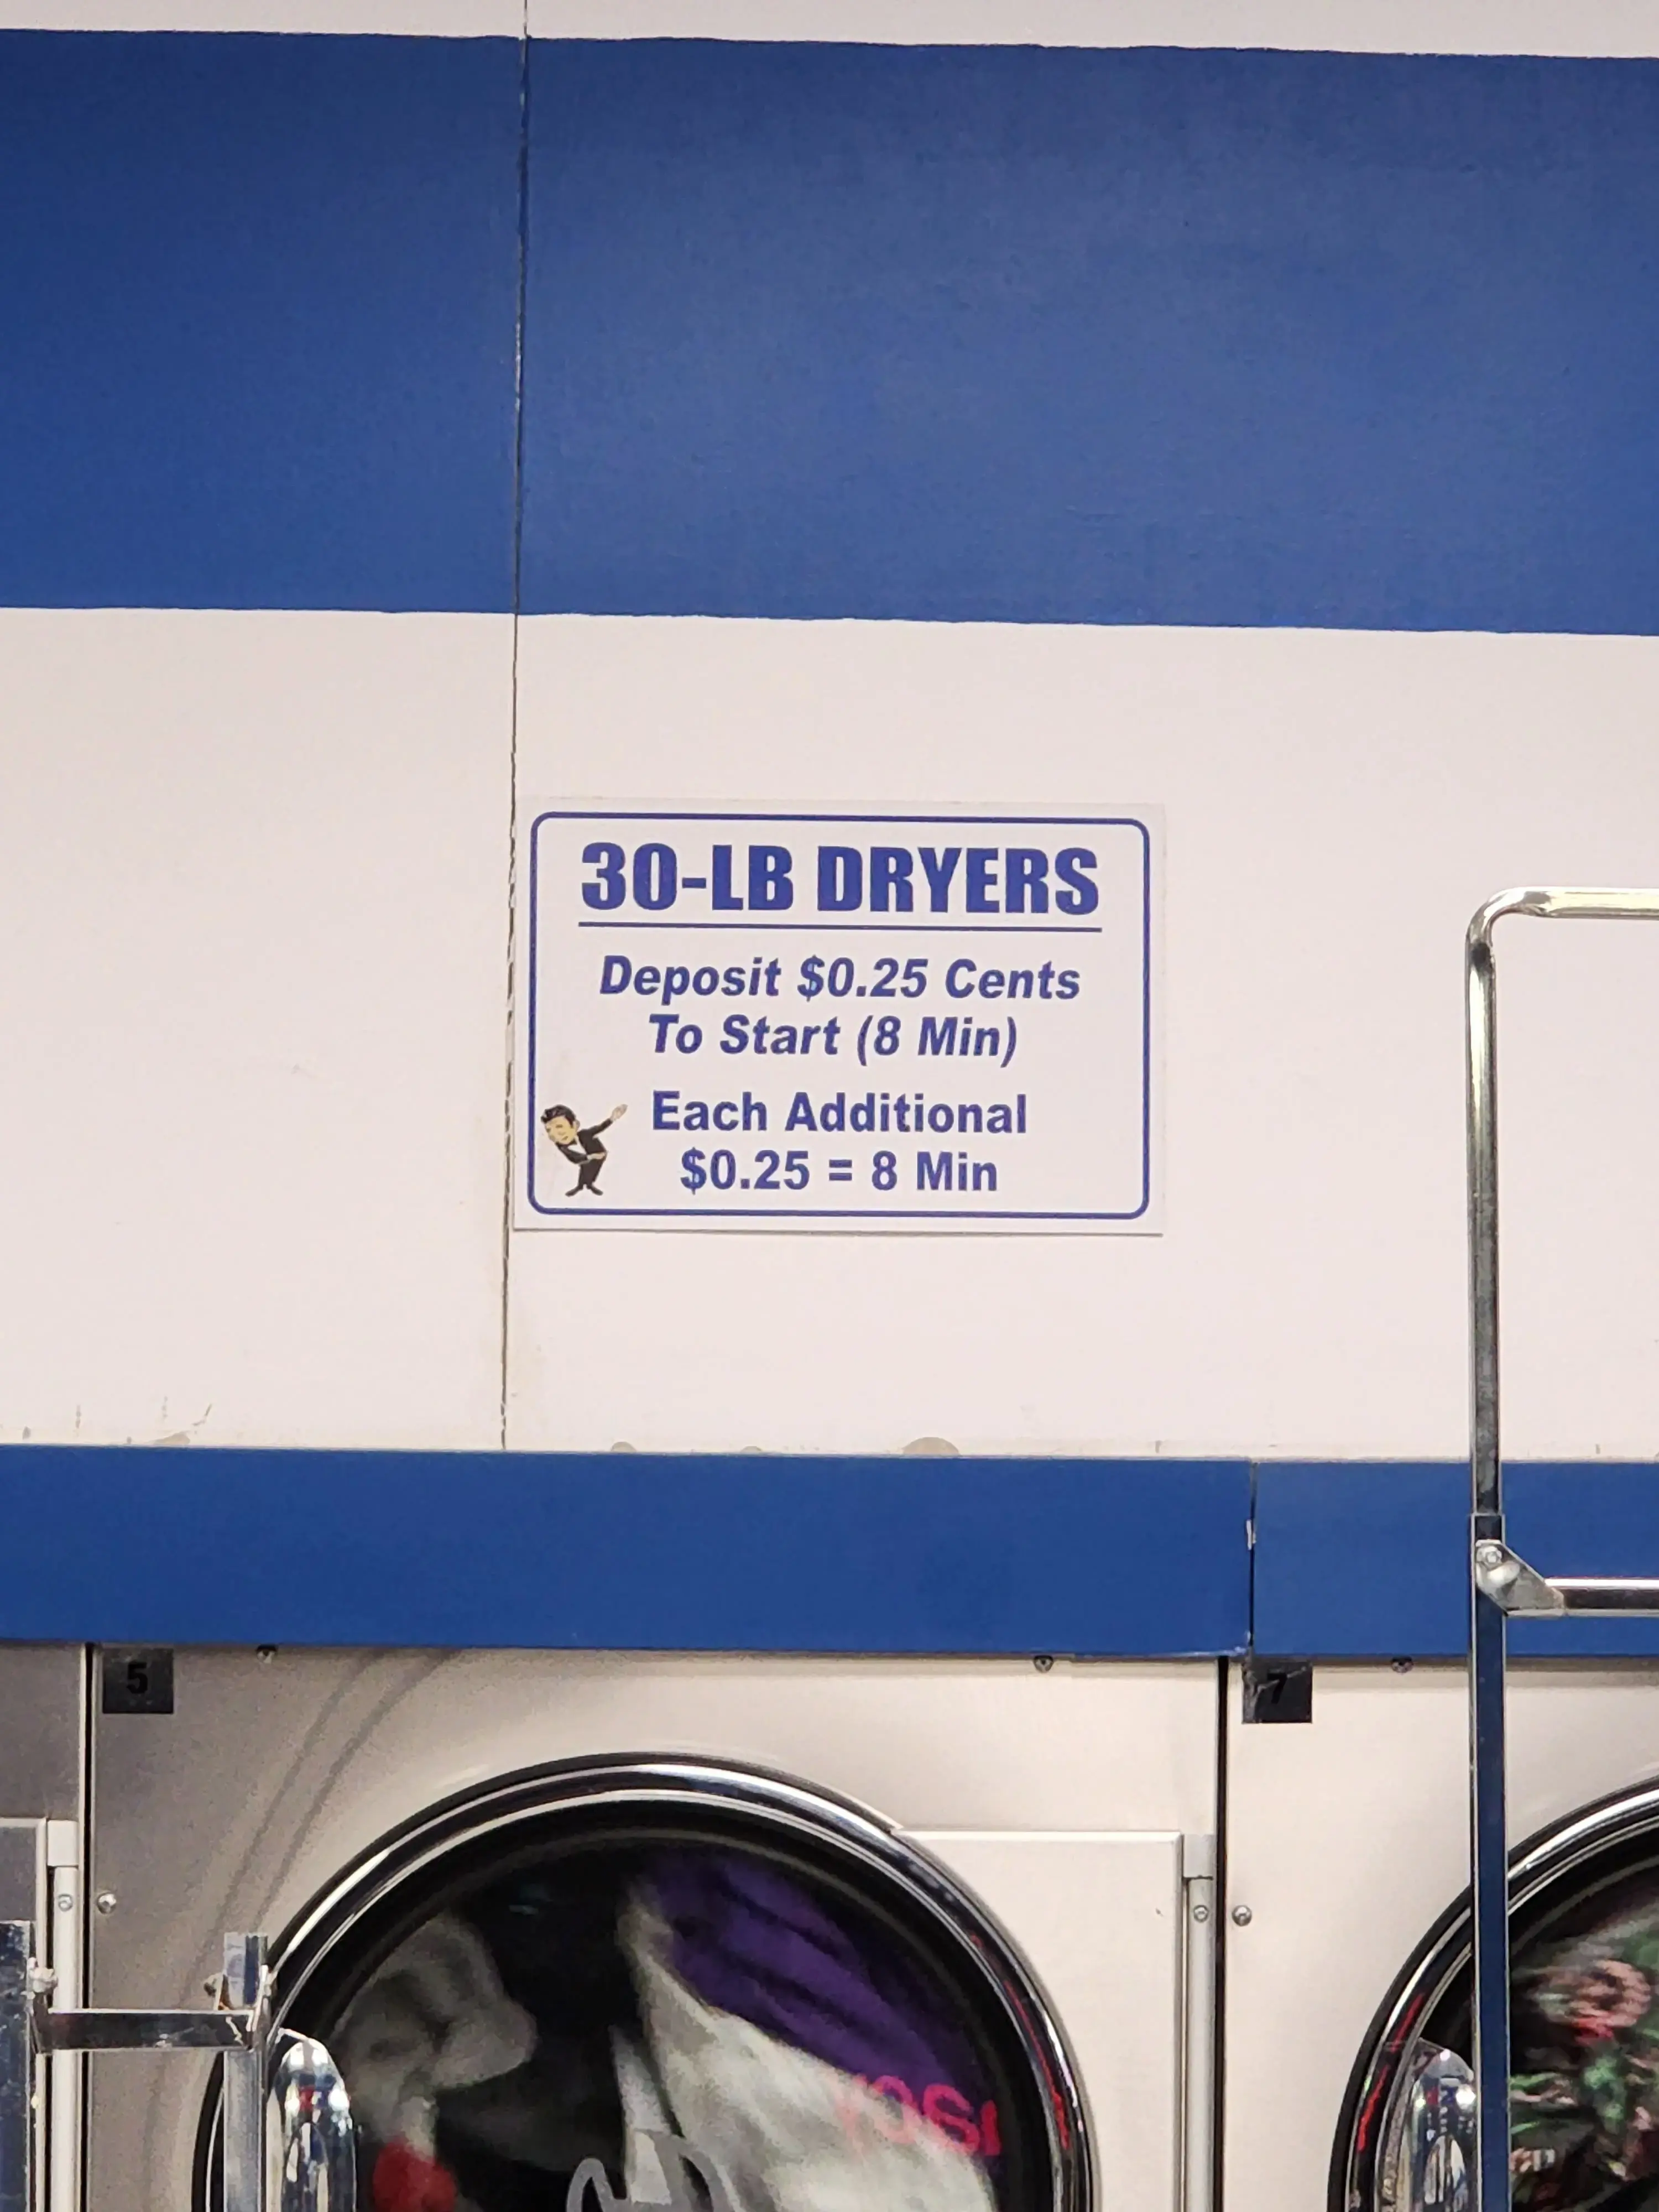 30-LB DRYERS
Deposit $0.25 Cents
To Start (8 Min)
Each Additional
$0.25 = 8 Min
5
7